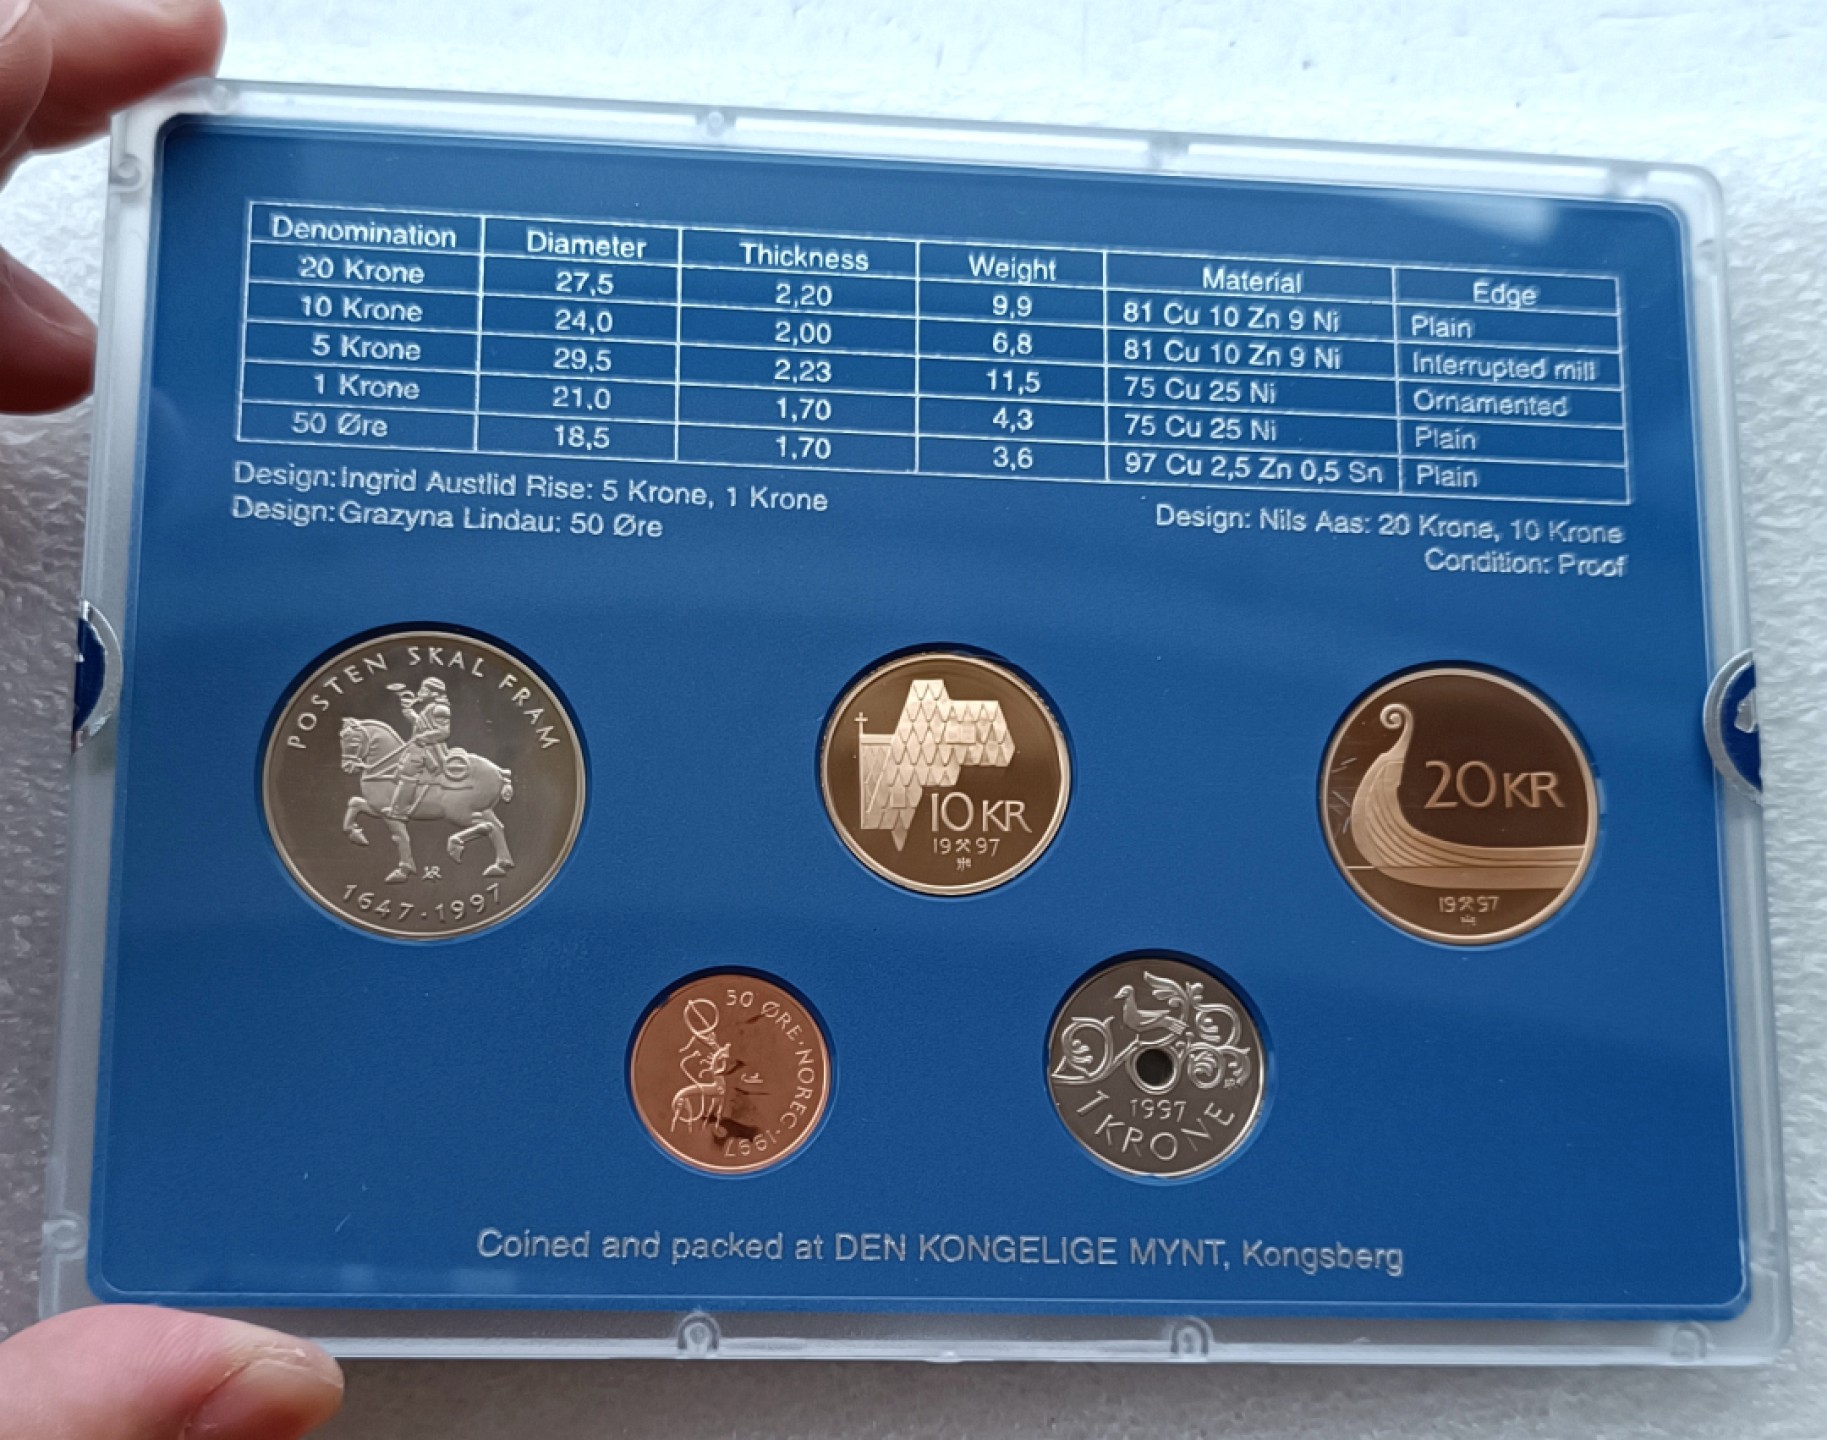 Denomination Diameter Thickness Weight Material Edge
20 Krone 27,5 2,20 9,9 81 Cu 10 Zn 9 Ni Plain
10 Krone 24,0 2,00 6,8 81 Cu 10 Zn 9 Ni Interrupted mill
5 Krone 29,5 2,23 11,5 75 Cu 25 Ni Ornamented
1 Krone 21,0 1,70 4,3 75 Cu 25 Ni Plain
50 Øre 18,5 1,70 3,6 97 Cu 2,5 Zn 0,5 Sn Plain
Design: Ingrid Austlid Rise: 5 Krone, 1 Krone
Design: Grazyna Lindau: 50 Øre
Design: Nils Aas: 20 Krone, 10 Krone
Condition: Proof
POSTEN SKAL FRAM
1647·1997
10 KR
19 97
20 KR
19 97
50 ØRE·NOREG·1997
1997
1 KRONE
Coined and packed at DEN KONGELIGE MYNT, Kongsberg